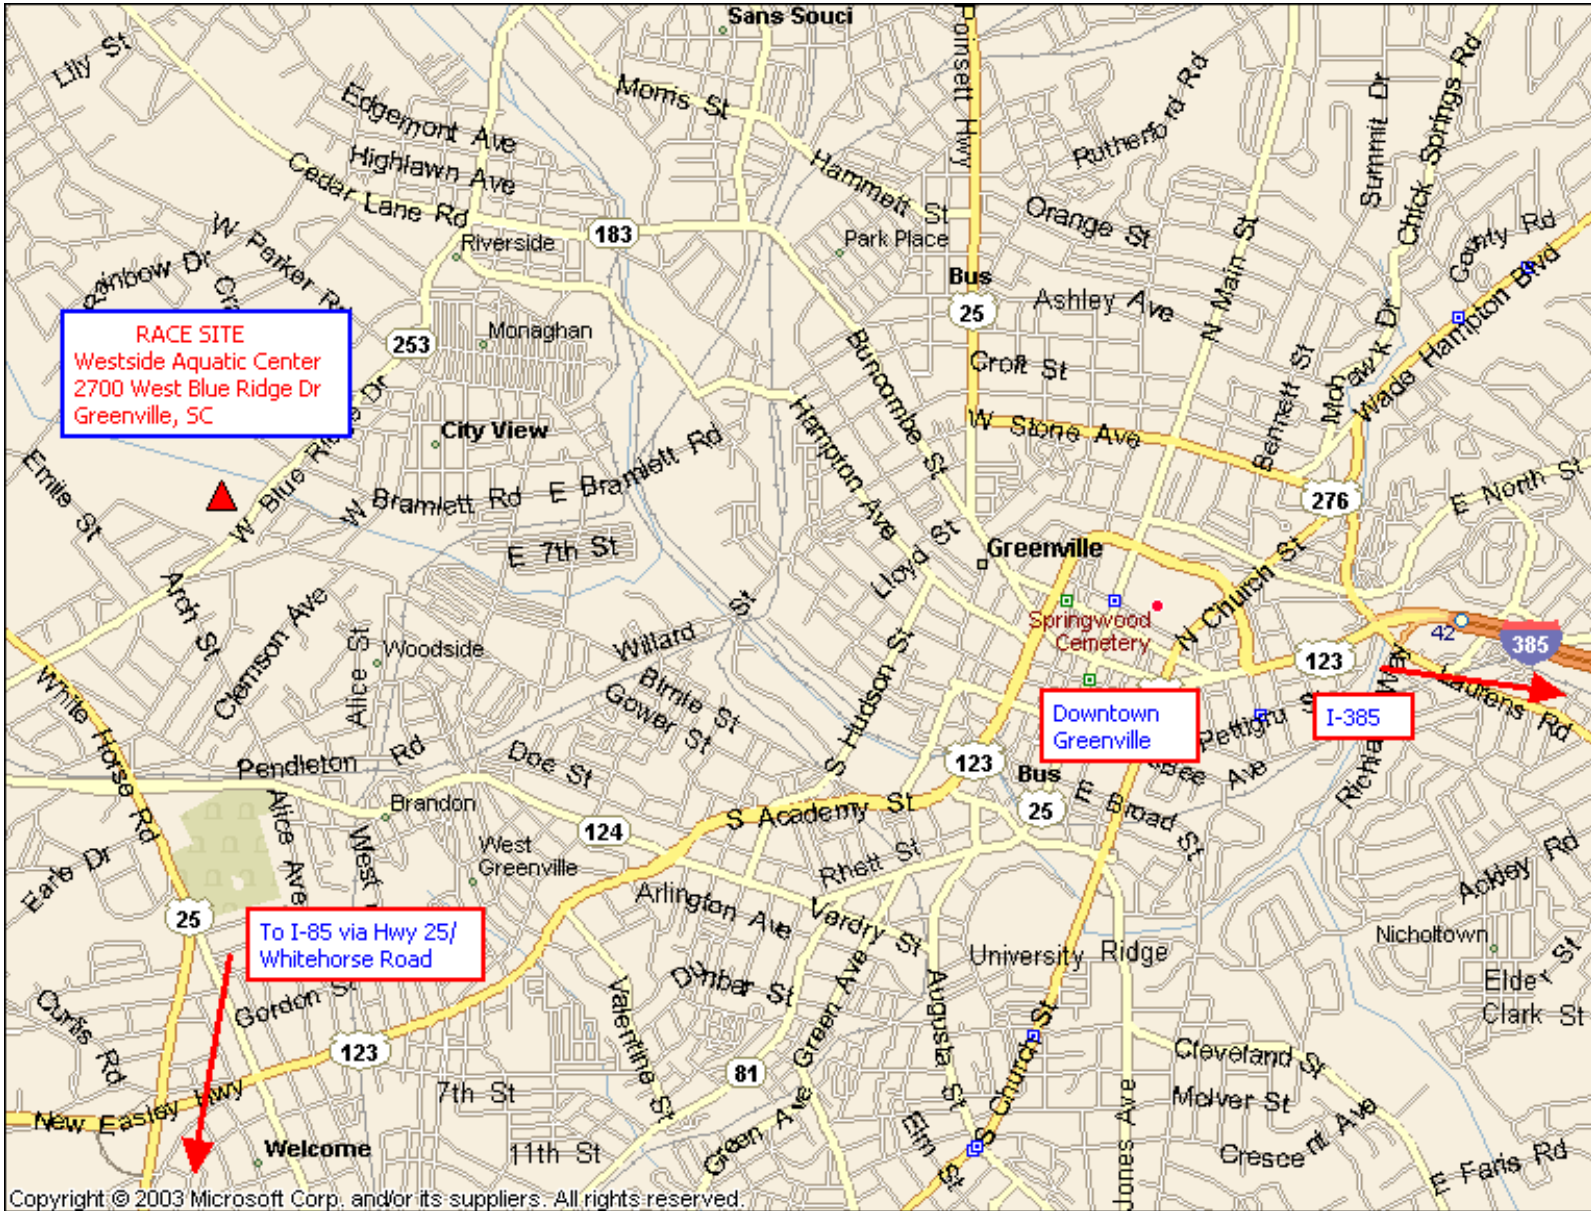 Sans Souci
Lily St
Poinsett Hwy
Morris St
Edgemont Ave
Highlawn Ave
Cedar Lane Rd
Hammett St
Rutherford Rd
Summit Dr
Chick Springs Rd
Orange St
N Main St
County Rd
W Parker Rd
Riverside
183
Park Place
Bus
25
Ashley Ave
Wade Hampton Blvd
RACE SITE
Westside Aquatic Center
2700 West Blue Ridge Dr
Greenville, SC
253
Monaghan
Buncombe St
Croft St
Bennett St
W Stone Ave
City View
Hampton Ave
Emile St
W Blue Ridge Dr
W Bramlett Rd
E Bramlett Rd
276
E North St
E 7th St
Lloyd St
Greenville
N Church St
Arch St
Clemson Ave
Alice St
Woodside
Willard St
Springwood
Cemetery
42
385
123
Birnie St
Gower St
S Hudson St
White Horse Rd
Laurens Rd
Downtown
Greenville
I-385
Pettigru St
Pendleton Rd
Doe St
123
Bus
25
E Broad St
Alice Ave
Brandon
S Academy St
124
West
Greenville
Rhett St
Earle Dr
Ackley Rd
Arlington Ave
Vardry St
25
To I-85 via Hwy 25/
Whitehorse Road
University Ridge
Nicholtown
Elder St
Clark St
Dunbar St
Augusta St
Curtis Rd
Gordon St
Valentine St
Green Ave
123
81
S Church St
Cleveland St
7th St
McIver St
New Easley Hwy
Jones Ave
Crescent Ave
Welcome
11th St
Green Ave
Elm St
E Faris Rd
Copyright © 2003 Microsoft Corp. and/or its suppliers. All rights reserved.